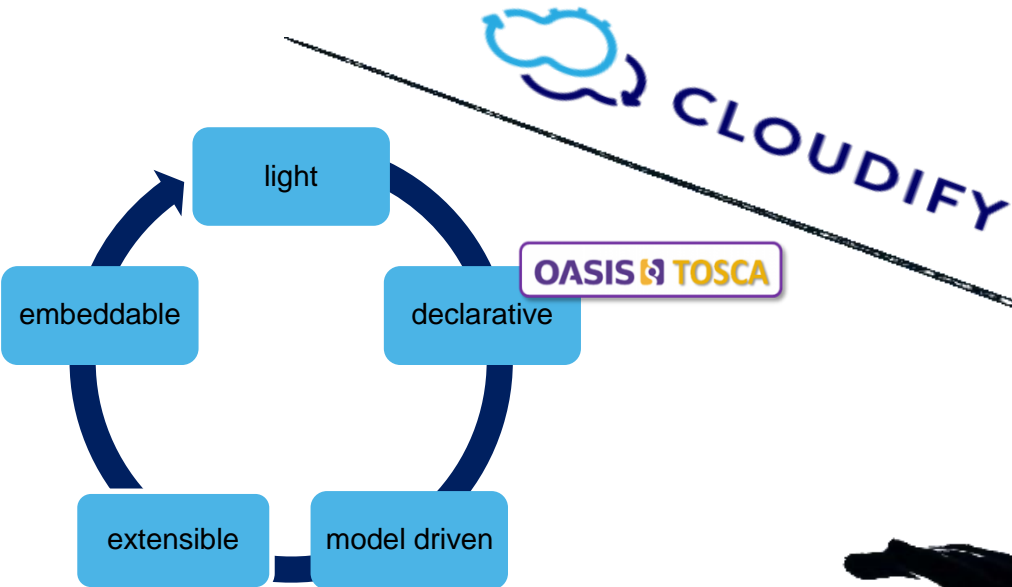 CLOUDIFY
light
OASIS TOSCA
declarative
embeddable
extensible
model driven